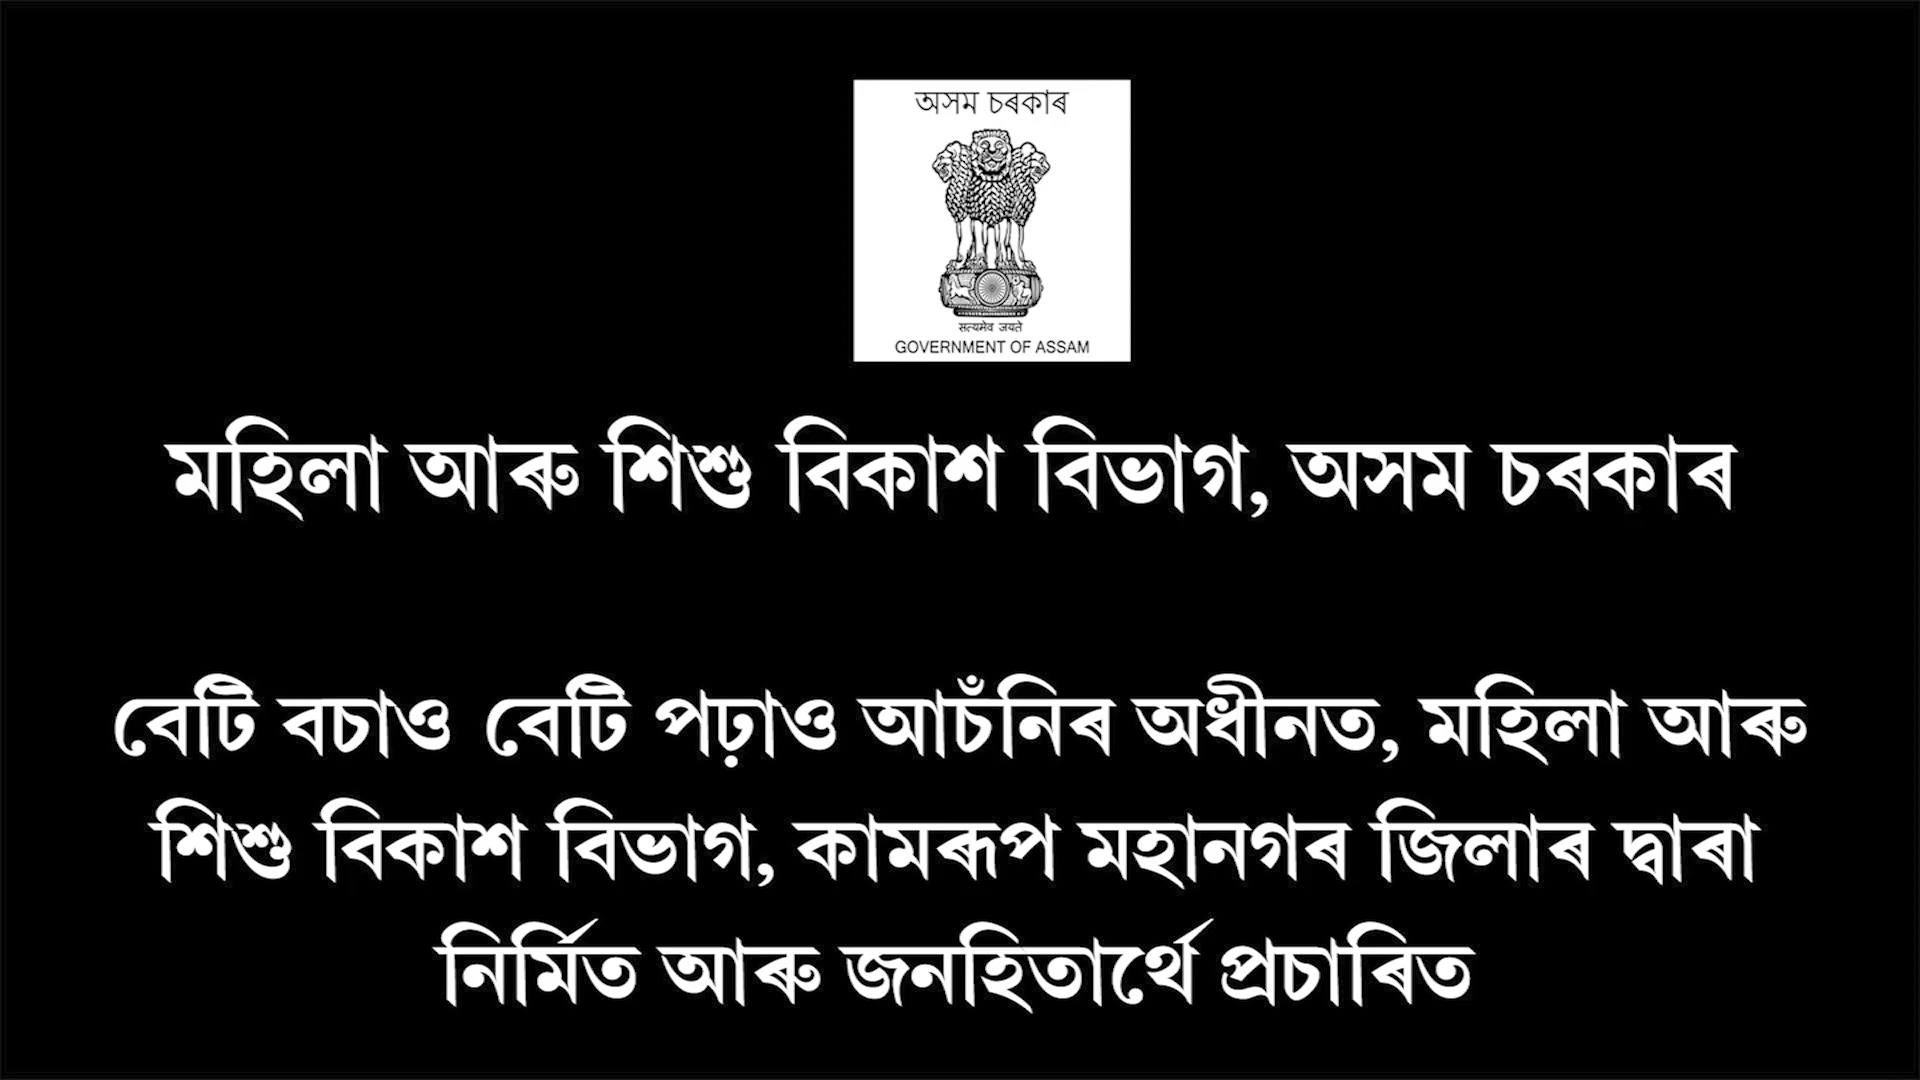 অসম চৰকাৰ
सत्यमेव जयते
GOVERNMENT OF ASSAM
মহিলা আৰু শিশু বিকাশ বিভাগ, অসম চৰকাৰ
বেটি বচাও বেটি পঢ়াও আচঁনিৰ অধীনত, মহিলা আৰু
শিশু বিকাশ বিভাগ, কামৰূপ মহানগৰ জিলাৰ দ্বাৰা
নিৰ্মিত আৰু জনহিতাৰ্থে প্ৰচাৰিত